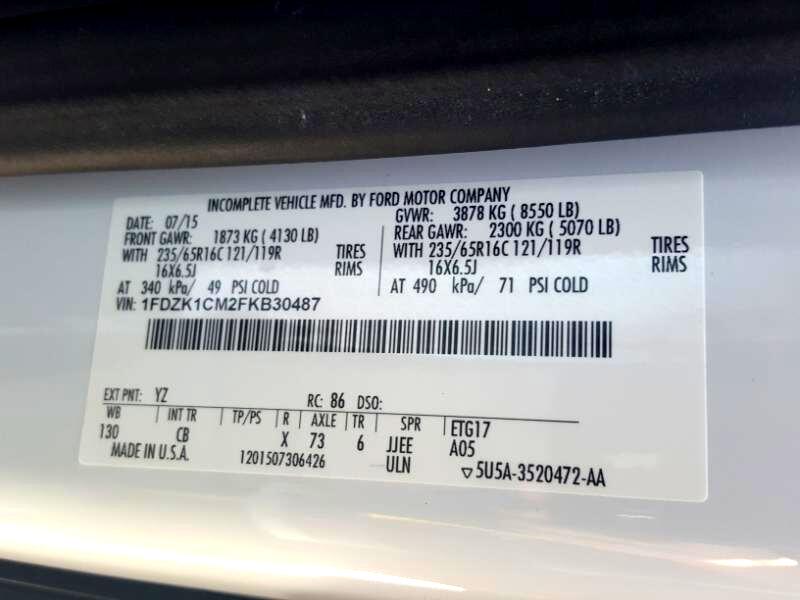 INCOMPLETE VEHICLE MFD. BY FORD MOTOR COMPANY
DATE: 07/15 GVWR: 3878 KG ( 8550 LB)
FRONT GAWR: 1873 KG ( 4130 LB) REAR GAWR: 2300 KG ( 5070 LB)
WITH 235/65R16C 121/119R TIRES WITH 235/65R16C 121/119R TIRES
16X6.5J RIMS 16X6.5J RIMS
AT 340 kPa/ 49 PSI COLD AT 490 kPa/ 71 PSI COLD
VIN: 1FDZK1CM2FKB30487
EXT PNT: YZ RC: 86 DSO:
WB INT TR TP/PS R AXLE TR SPR ETG17
130 CB X 73 6 JJEE A05
MADE IN U.S.A. 1201507306426 ULN ▽5U5A-3520472-AA